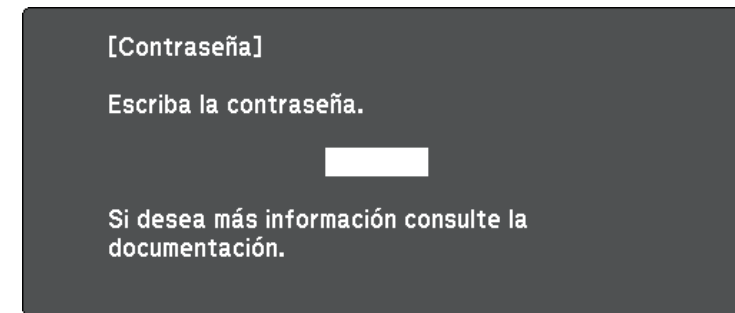 [Contraseña]
Escriba la contraseña.
Si desea más información consulte la
documentación.